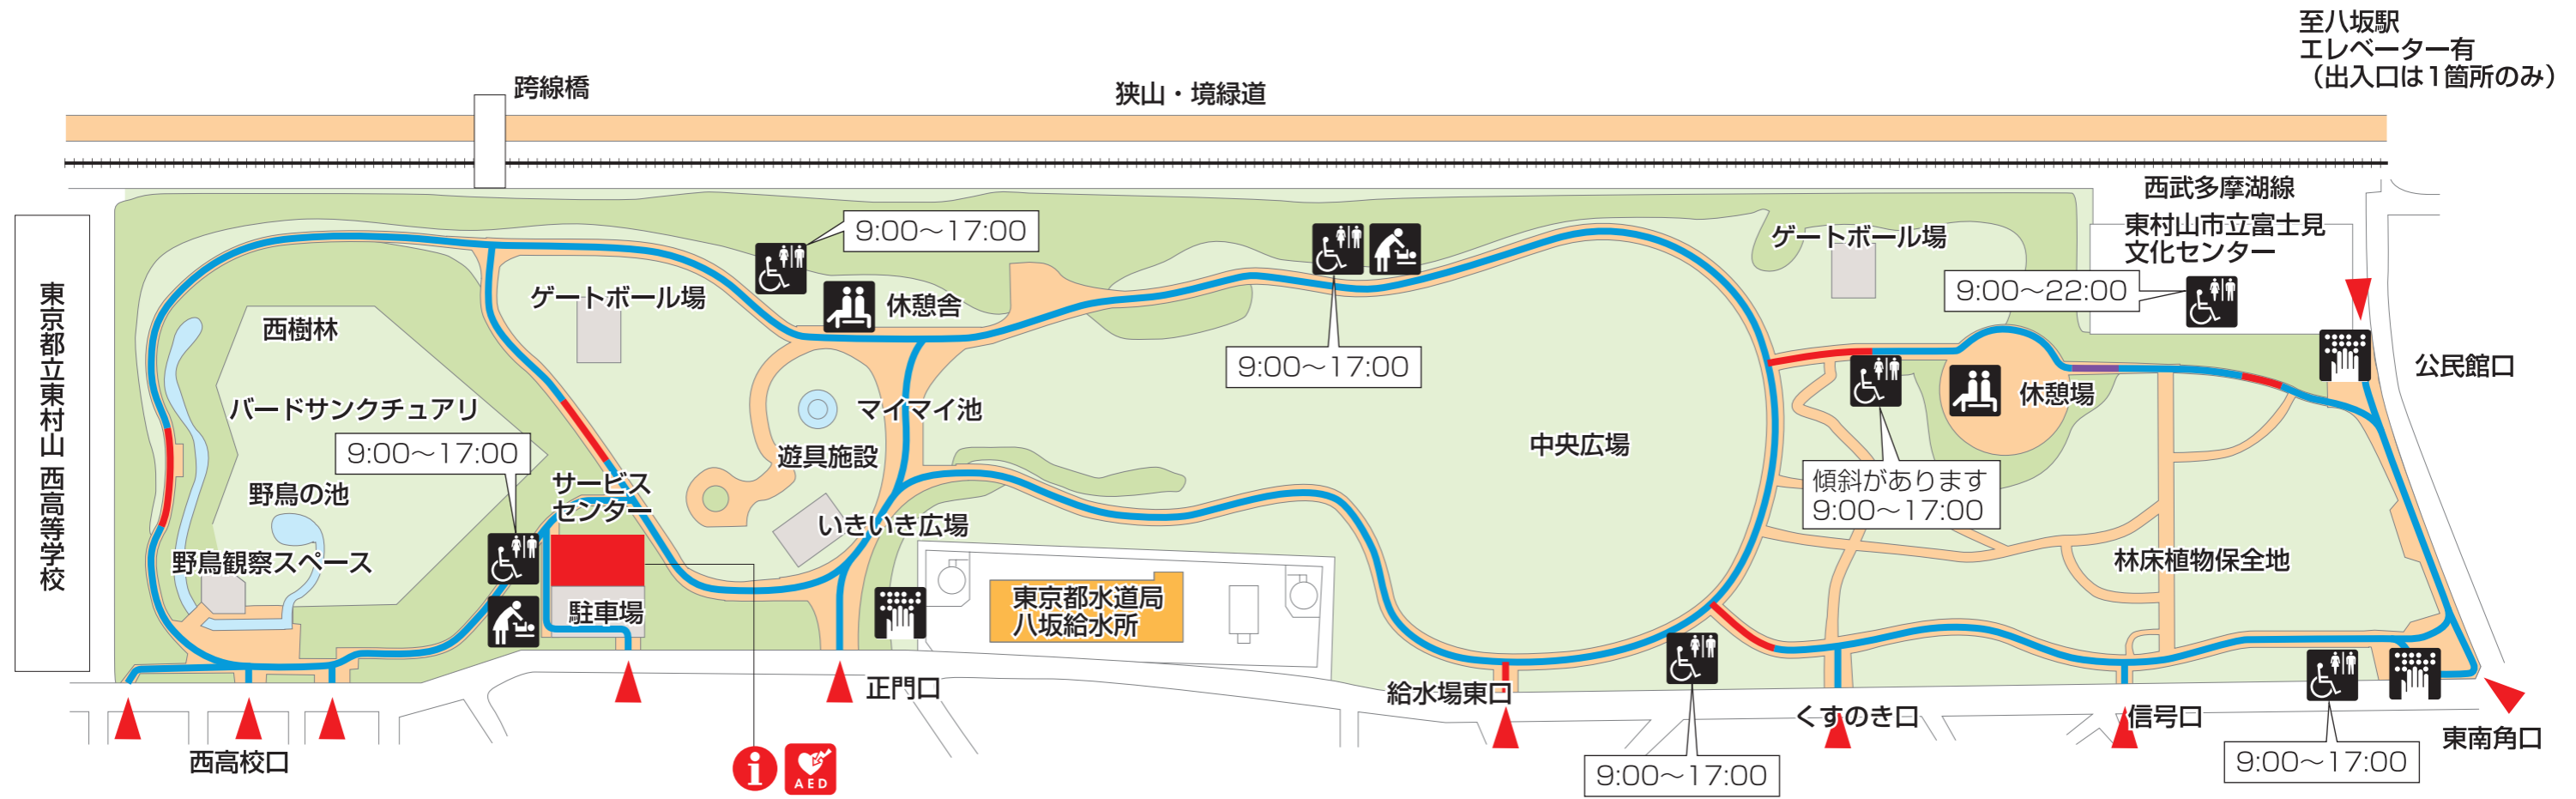 至八坂駅
エレベーター有
（出入口は1箇所のみ）
跨線橋
狭山・境緑道
西武多摩湖線
東村山市立富士見
文化センター
9:00～22:00
公民館口
ゲートボール場
休憩場
傾斜があります
9:00～17:00
林床植物保全地
9:00～17:00
中央広場
9:00～17:00
休憩舎
ゲートボール場
マイマイ池
遊具施設
いきいき広場
西樹林
バードサンクチュアリ
9:00～17:00
野鳥の池
野鳥観察スペース
サービス
センター
駐車場
東京都水道局
八坂給水所
東京都立東村山 西高等学校
西高校口
正門口
給水場東口
くすのき口
信号口
東南角口
9:00～17:00
9:00～17:00
i
AED